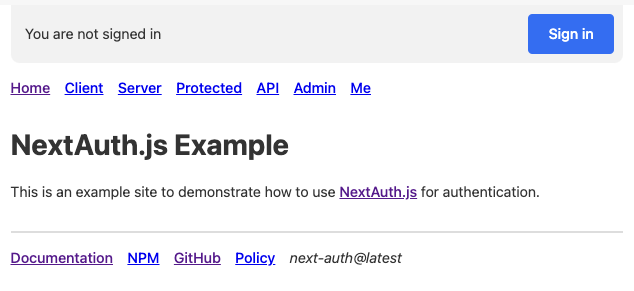 You are not signed in Sign in
Home Client Server Protected API Admin Me
NextAuth.js Example
This is an example site to demonstrate how to use NextAuth.js for authentication.
Documentation NPM GitHub Policy next-auth@latest